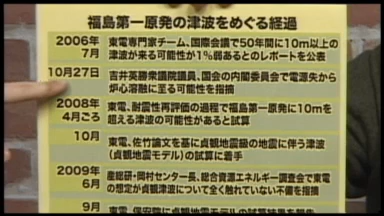 福島第一原発の津波をめぐる経過
2006年
7月
東電専門家チーム、国際会議で50年間に10m以上の
津波が来る可能性が1%弱あるとのレポートを公表
10月27日
吉井英勝衆院議員、国会の内閣委員会で電源失から
炉心溶融に至る可能性を指摘
2008年
4月ごろ
東電、耐震性再評価の過程で福島第一原発に10mを
超える津波の可能性があると試算
10月
東電、佐竹論文を基に貞観地震級の地震に伴う津波
(貞観地震モデル)の試算に着手
2009年
6月
産総研・岡村センター長、総合資源エネルギー調査会で東電
の想定が貞観津波について全く触れていない不備を指摘
9月